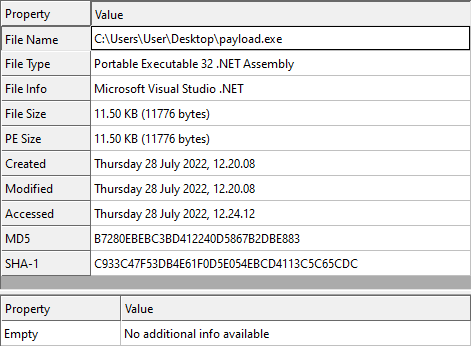 Property Value
File Name C:\Users\User\Desktop\payload.exe
File Type Portable Executable 32 .NET Assembly
File Info Microsoft Visual Studio .NET
File Size 11.50 KB (11776 bytes)
PE Size 11.50 KB (11776 bytes)
Created Thursday 28 July 2022, 12.20.08
Modified Thursday 28 July 2022, 12.20.08
Accessed Thursday 28 July 2022, 12.24.12
MD5 B7280EBEBC3BD412240D5867B2DBE883
SHA-1 C933C47F53DB4E61F0D5E054EBCD4113C5C65CDC
Property Value
Empty No additional info available